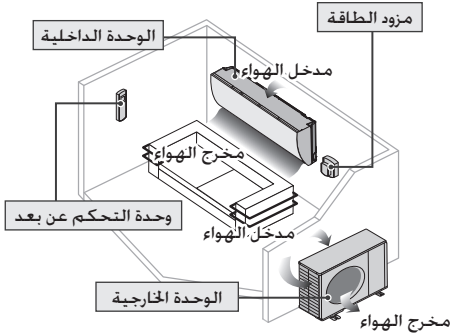 مزود الطاقة
الوحدة الداخلية
مدخل الهواء
مخرج الهواء
وحدة التحكم عن بعد
مدخل الهواء
الوحدة الخارجية
مخرج الهواء